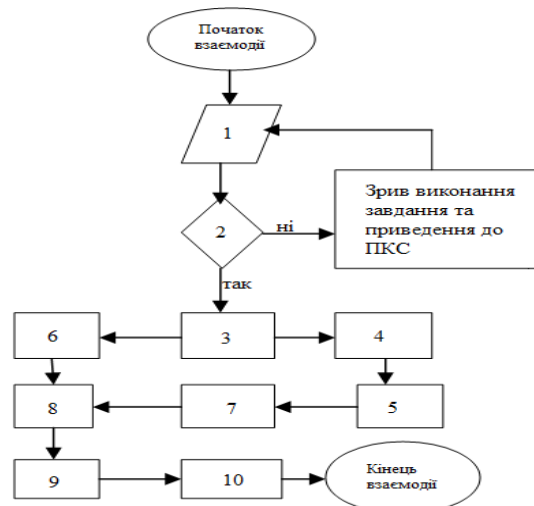 Початок
взаємодії
1
Зрив виконання
завдання та
приведення до
ПКС
2
ні
так
6
3
4
8
7
5
9
10
Кінець
взаємодії